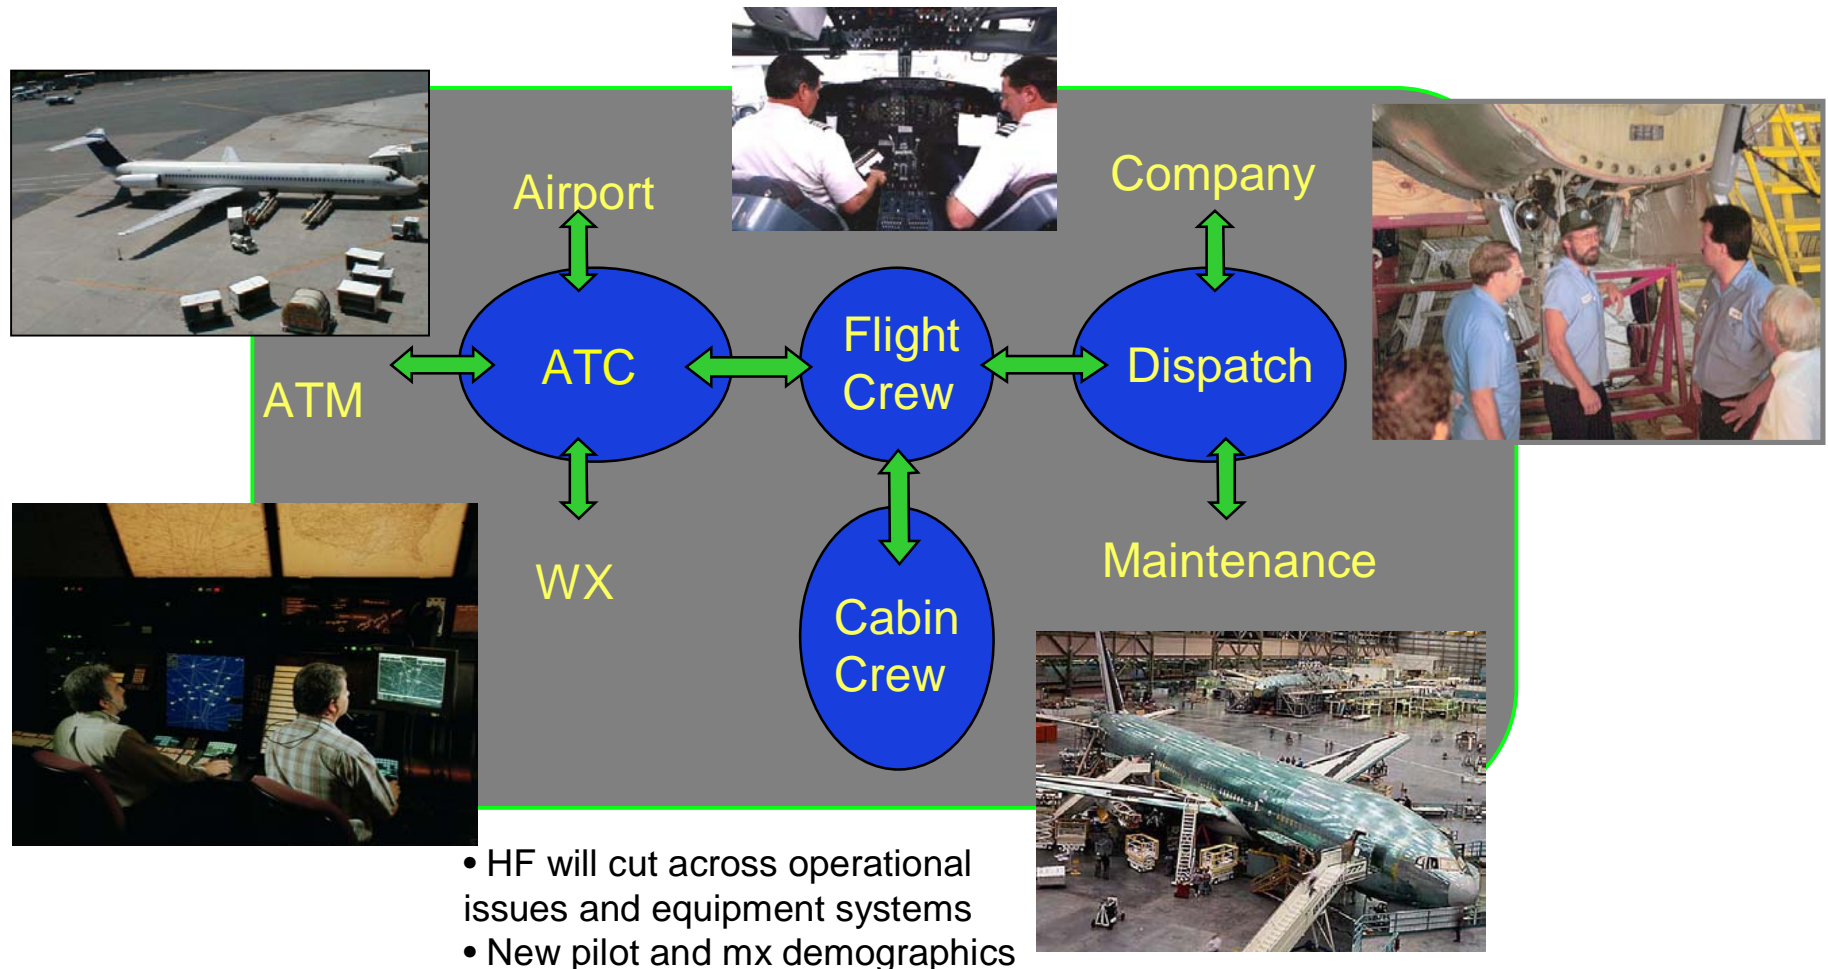 Airport
Company
ATC
Flight
Crew
Dispatch
ATM
WX
Maintenance
Cabin
Crew
• HF will cut across operational
issues and equipment systems
• New pilot and mx demographics